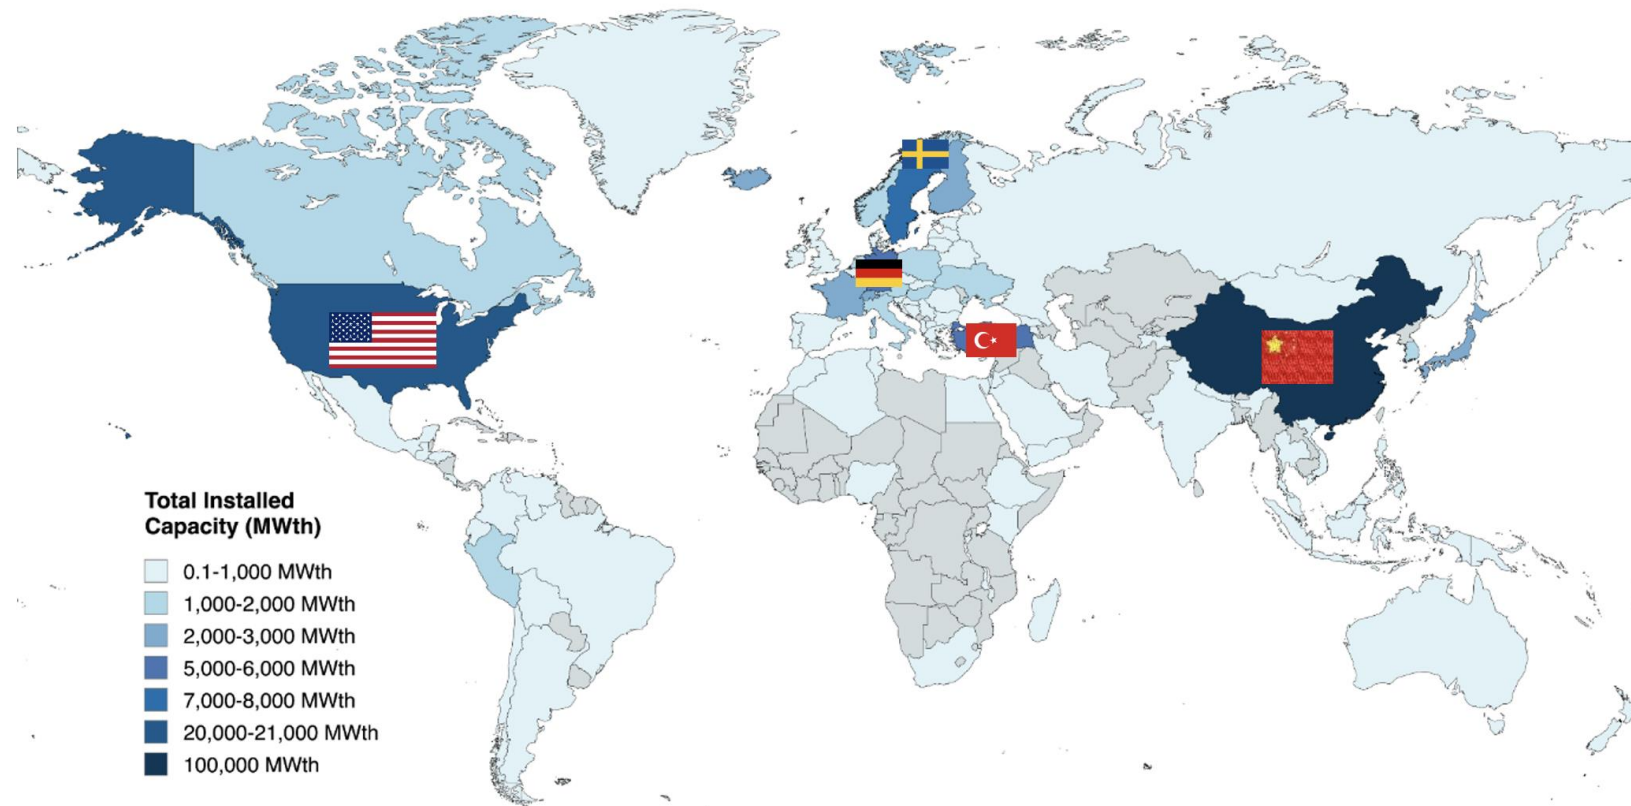 Total Installed
Capacity (MWth)
0.1-1,000 MWth
1,000-2,000 MWth
2,000-3,000 MWth
5,000-6,000 MWth
7,000-8,000 MWth
20,000-21,000 MWth
100,000 MWth